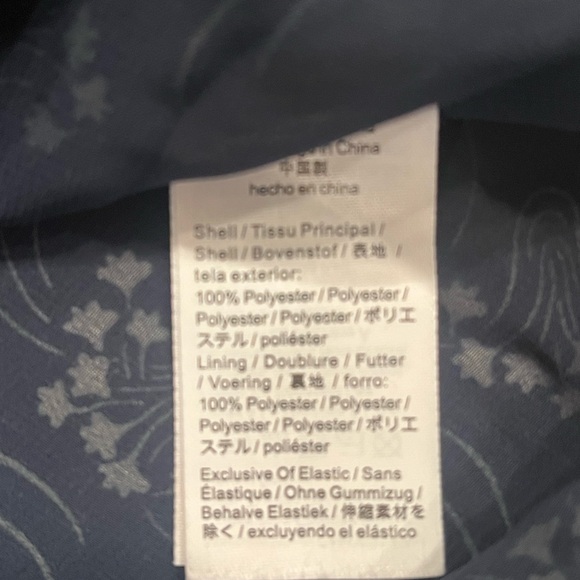 in China
中国製
hecho en china
Shell / Tissu Principal /
Shell / Bovenstof / 表地 /
tela exterior:
100% Polyester / Polyester /
Polyester / Polyester / ポリエ
ステル / poliéster
Lining / Doublure / Futter
/ Voering / 裏地 / forro:
100% Polyester / Polyester /
Polyester / Polyester / ポリエ
ステル / poliéster
Exclusive Of Elastic / Sans
Élastique / Ohne Gummizug /
Behalve Elastiek / 伸縮素材を
除く / excluyendo el elástico